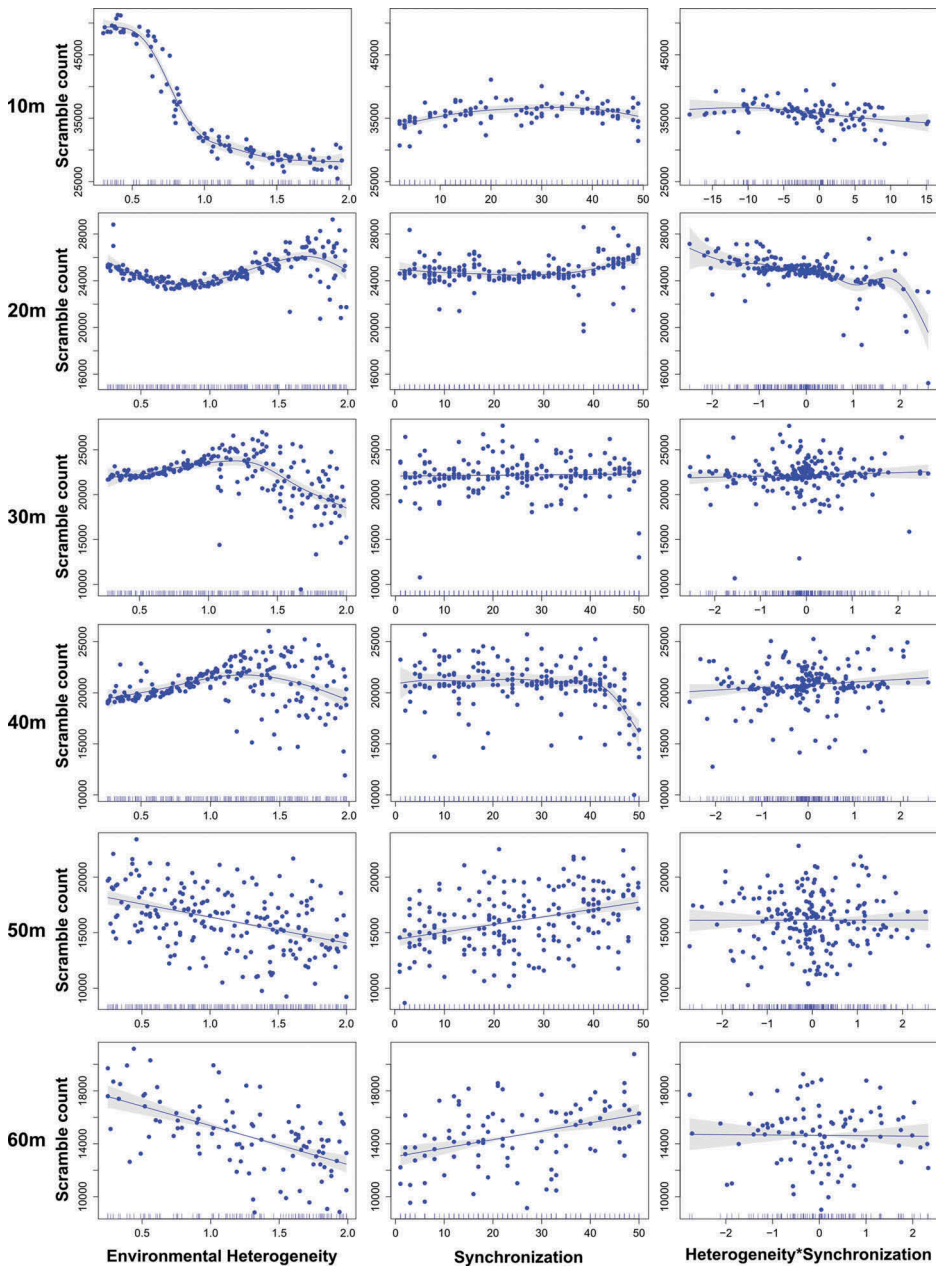 10m
Scramble count
25000 35000 45000
0.5 1.0 1.5 2.0
25000 35000 45000
10 20 30 40 50
25000 35000 45000
−15 −10 −5 0 5 10 15
20m
Scramble count
16000 20000 24000 28000
0.5 1.0 1.5 2.0
16000 20000 24000 28000
0 10 20 30 40 50
16000 20000 24000 28000
−2 −1 0 1 2
30m
Scramble count
10000 15000 20000 25000
0.5 1.0 1.5 2.0
10000 15000 20000 25000
0 10 20 30 40 50
10000 15000 20000 25000
−2 −1 0 1 2
40m
Scramble count
10000 15000 20000 25000
0.5 1.0 1.5 2.0
10000 15000 20000 25000
0 10 20 30 40 50
10000 15000 20000 25000
−2 −1 0 1 2
50m
Scramble count
10000 15000 20000
0.5 1.0 1.5 2.0
10000 15000 20000
0 10 20 30 40 50
10000 15000 20000
−2 −1 0 1 2
60m
Scramble count
10000 14000 18000
0.5 1.0 1.5 2.0
10000 14000 18000
0 10 20 30 40 50
10000 14000 18000
−2 −1 0 1 2
Environmental Heterogeneity
Synchronization
Heterogeneity*Synchronization